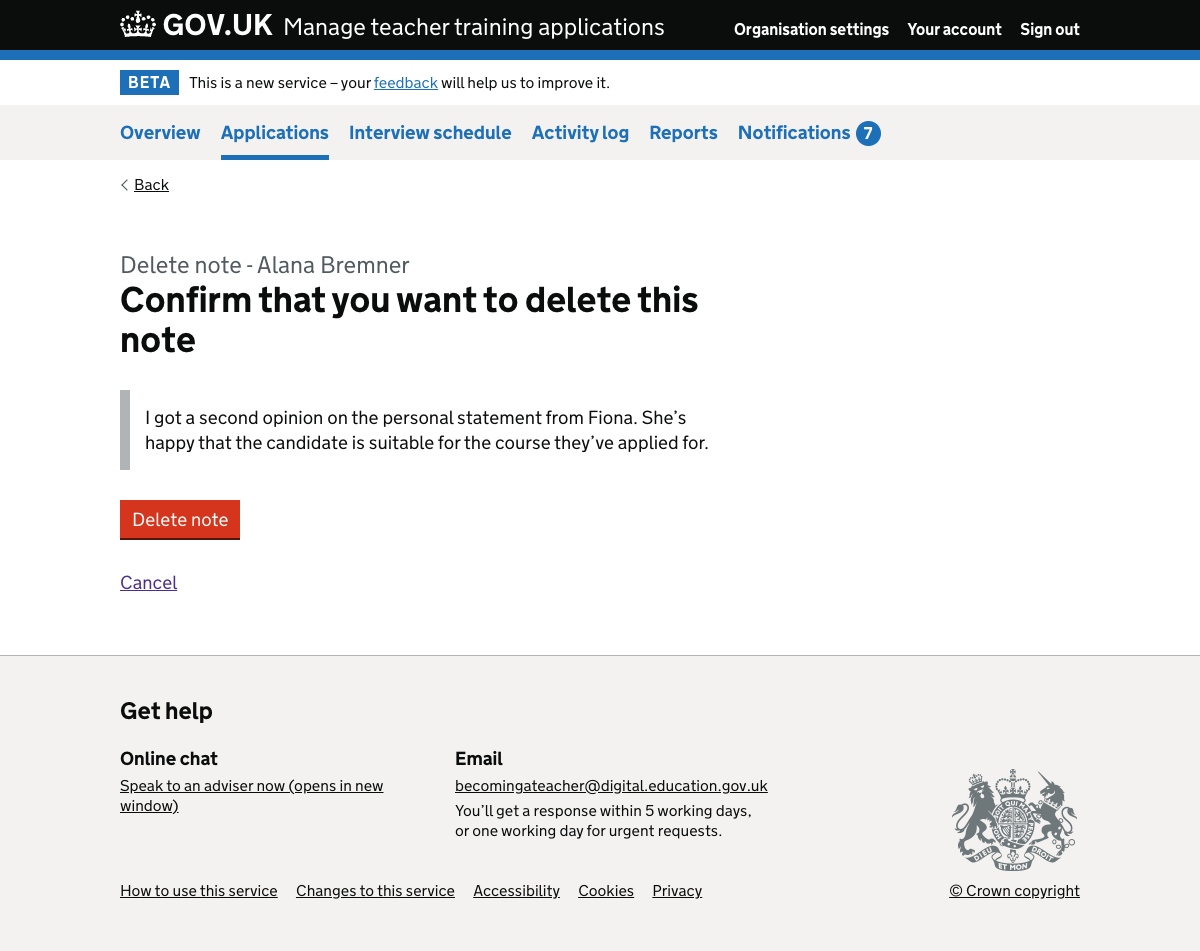 GOV.UK Manage teacher training applications
Organisation settings Your account Sign out
BETA This is a new service – your feedback will help us to improve it.
Overview Applications Interview schedule Activity log Reports Notifications 7
Back
Delete note - Alana Bremner
Confirm that you want to delete this
note
I got a second opinion on the personal statement from Fiona. She’s
happy that the candidate is suitable for the course they’ve applied for.
Delete note
Cancel
Get help
Online chat
Speak to an adviser now (opens in new
window)
Email
becomingateacher@digital.education.gov.uk
You’ll get a response within 5 working days,
or one working day for urgent requests.
DIEU ET MON DROIT
How to use this service Changes to this service Accessibility Cookies Privacy
© Crown copyright